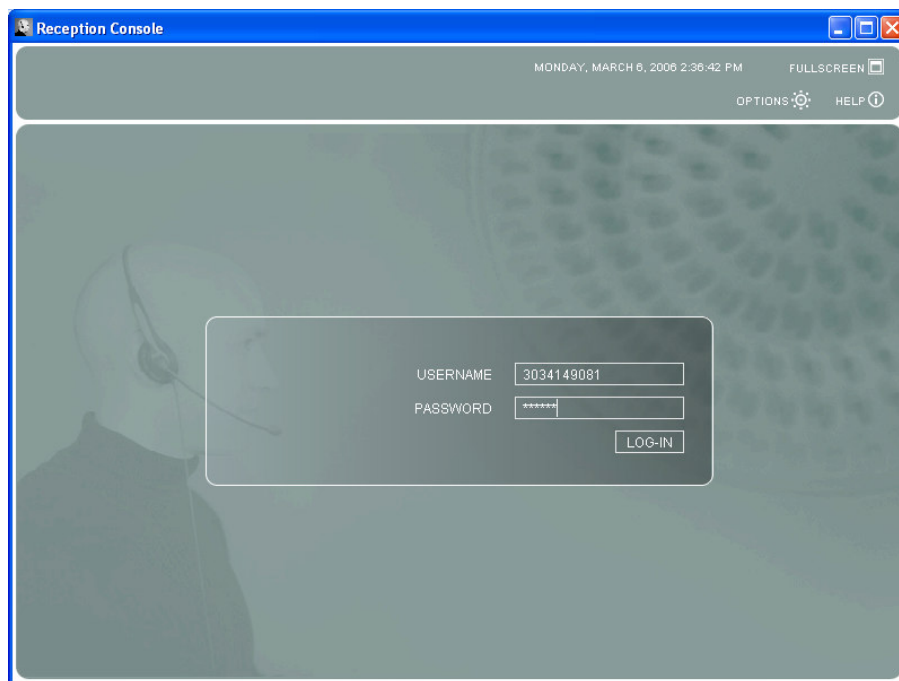 Reception Console
MONDAY, MARCH 6, 2006 2:36:42 PM FULLSCREEN
OPTIONS HELP
USERNAME 3034149081
PASSWORD ******
LOG-IN